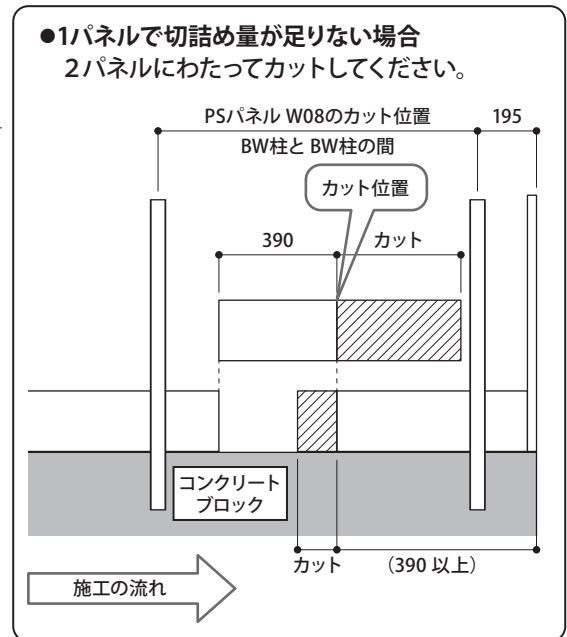 ●1パネルで切詰め量が足りない場合
2パネルにわたってカットしてください。
PSパネル W08のカット位置
195
BW柱と BW柱の間
カット位置
390
カット
コンクリート
ブロック
カット
(390 以上)
施工の流れ